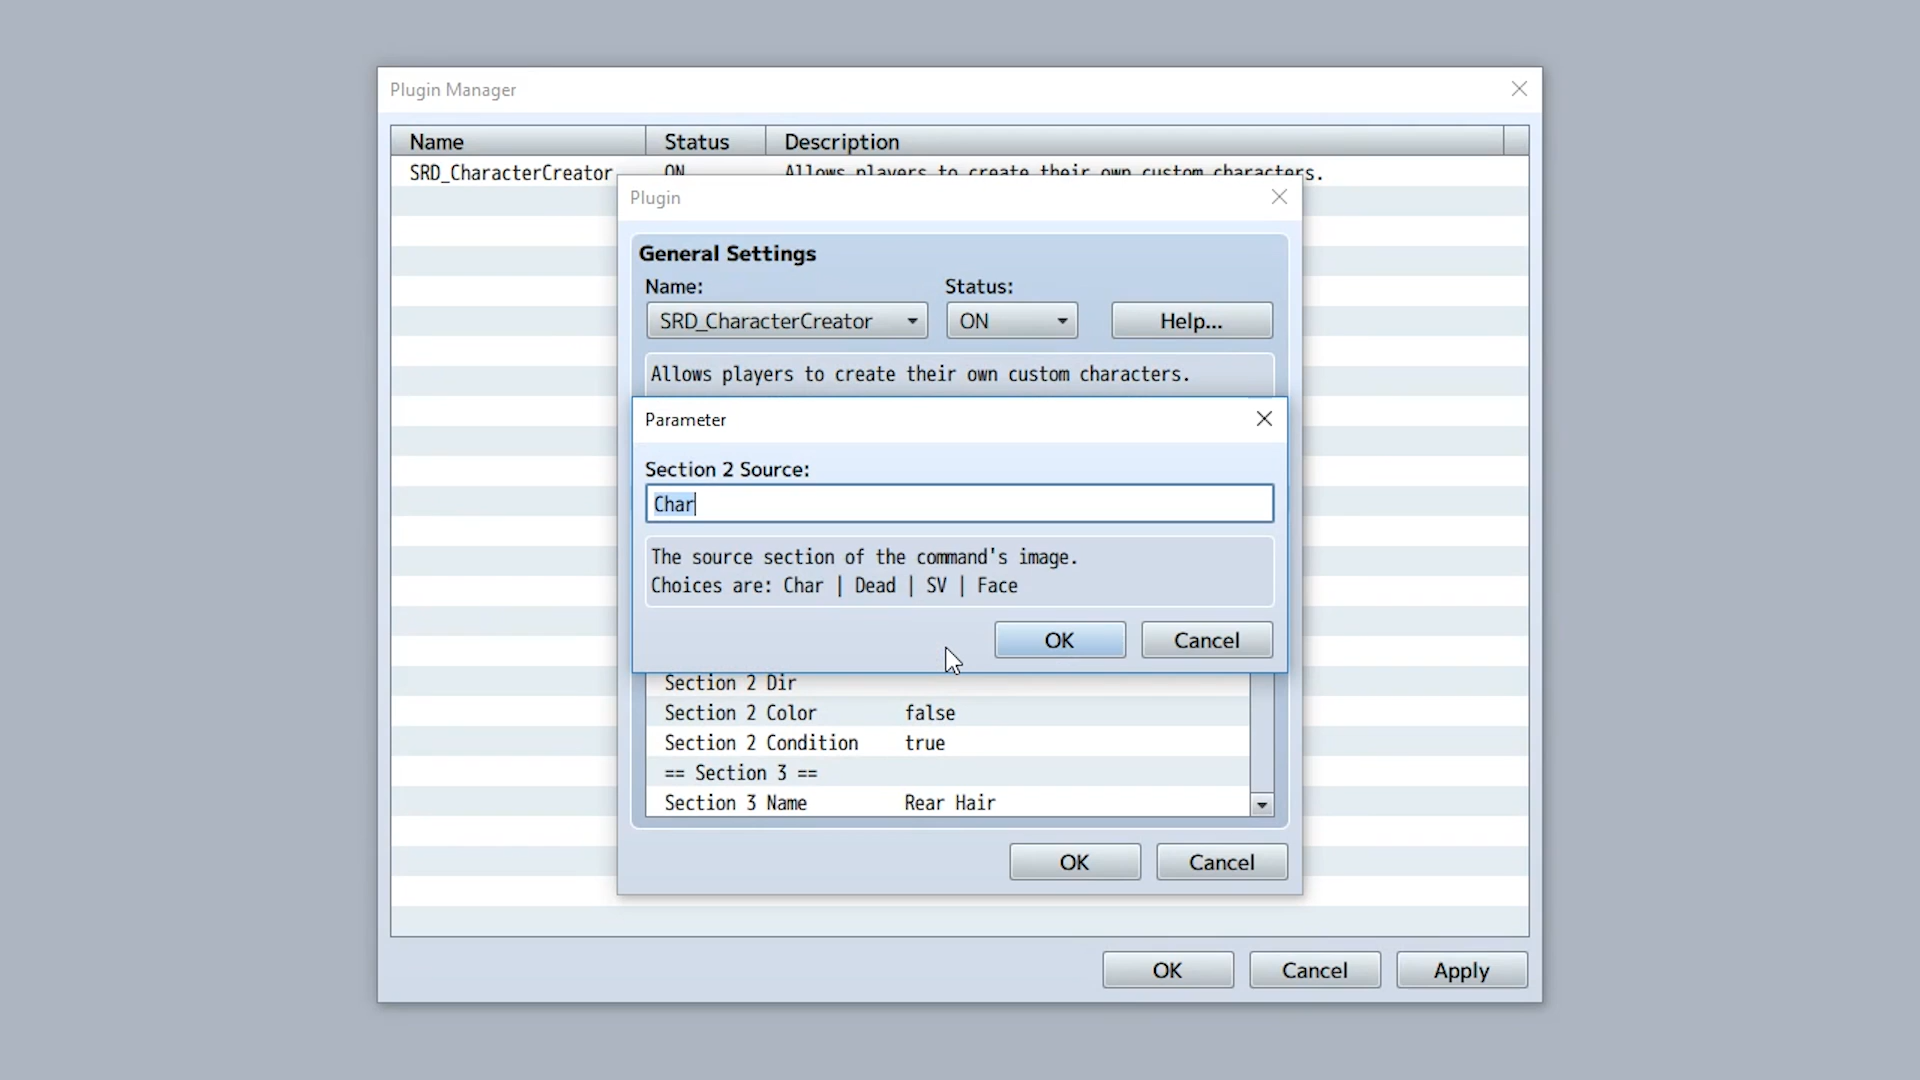 Plugin Manager
Name Status Description
SRD_CharacterCreator ON Allows players to create their own custom characters.
Plugin
General Settings
Name: Status:
SRD_CharacterCreator ON Help...
Allows players to create their own custom characters.
Parameter
Section 2 Source:
Char
The source section of the command's image.
Choices are: Char | Dead | SV | Face
OK Cancel
Section 2 Dir
Section 2 Color false
Section 2 Condition true
== Section 3 ==
Section 3 Name Rear Hair
OK Cancel
OK Cancel Apply